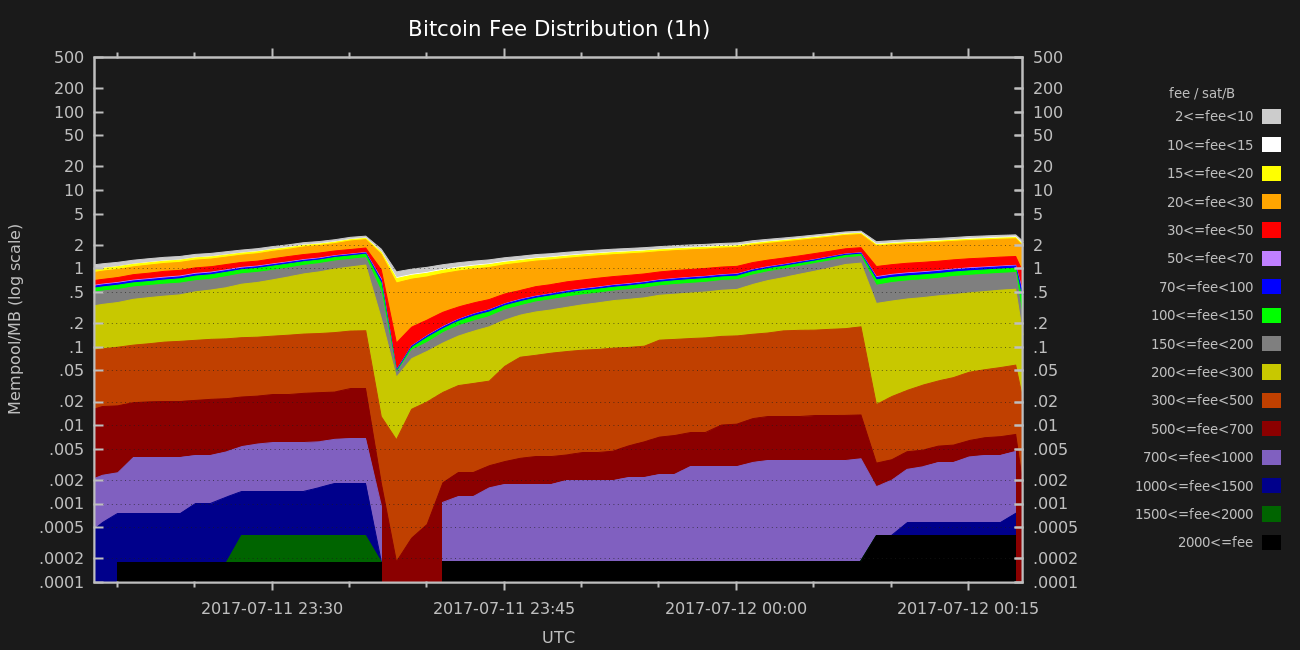 Bitcoin Fee Distribution (1h)
500 500
200 200
100 100
50 50
20 20
10 10
5 5
2 2
1 1
.5 .5
.2 .2
.1 .1
.05 .05
.02 .02
.01 .01
.005 .005
.002 .002
.001 .001
.0005 .0005
.0002 .0002
.0001 .0001
Mempool/MB (log scale)
2017-07-11 23:30 2017-07-11 23:45 2017-07-12 00:00 2017-07-12 00:15
UTC
fee / sat/B
2<=fee<10
10<=fee<15
15<=fee<20
20<=fee<30
30<=fee<50
50<=fee<70
70<=fee<100
100<=fee<150
150<=fee<200
200<=fee<300
300<=fee<500
500<=fee<700
700<=fee<1000
1000<=fee<1500
1500<=fee<2000
2000<=fee